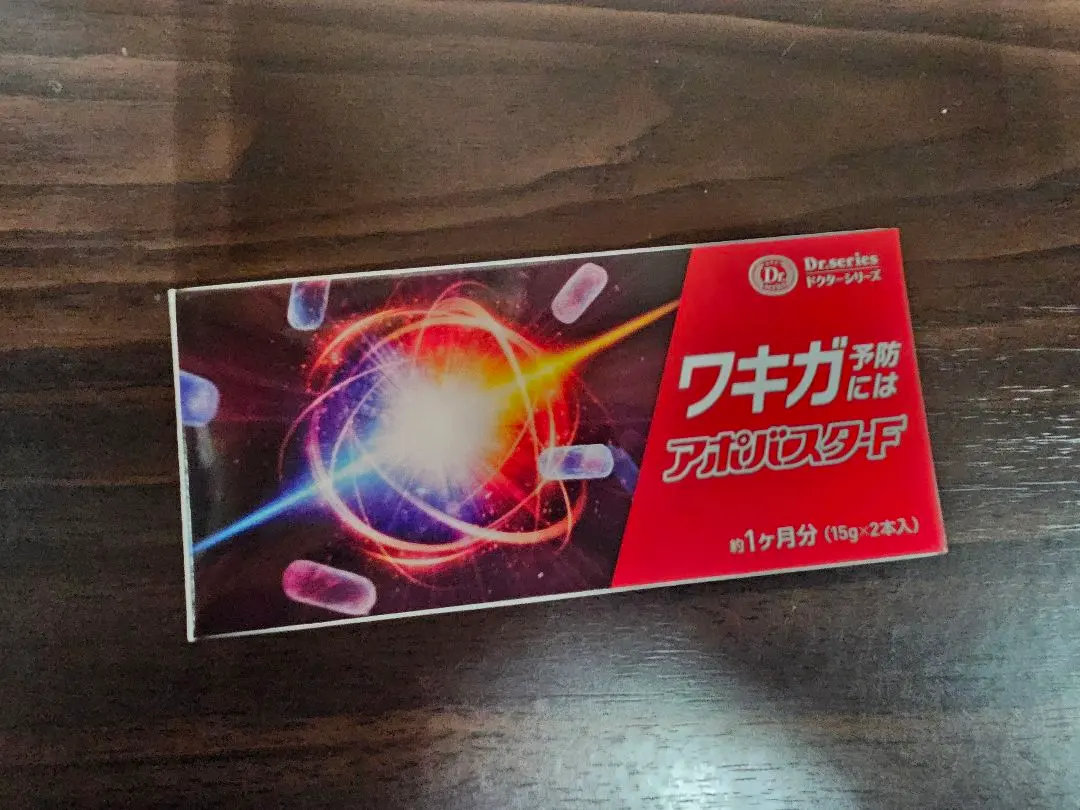 Dr.
Dr.series
ドクターシリーズ
ワキガ予防には
アポバスターF
約1ヶ月分（15g×2本入）